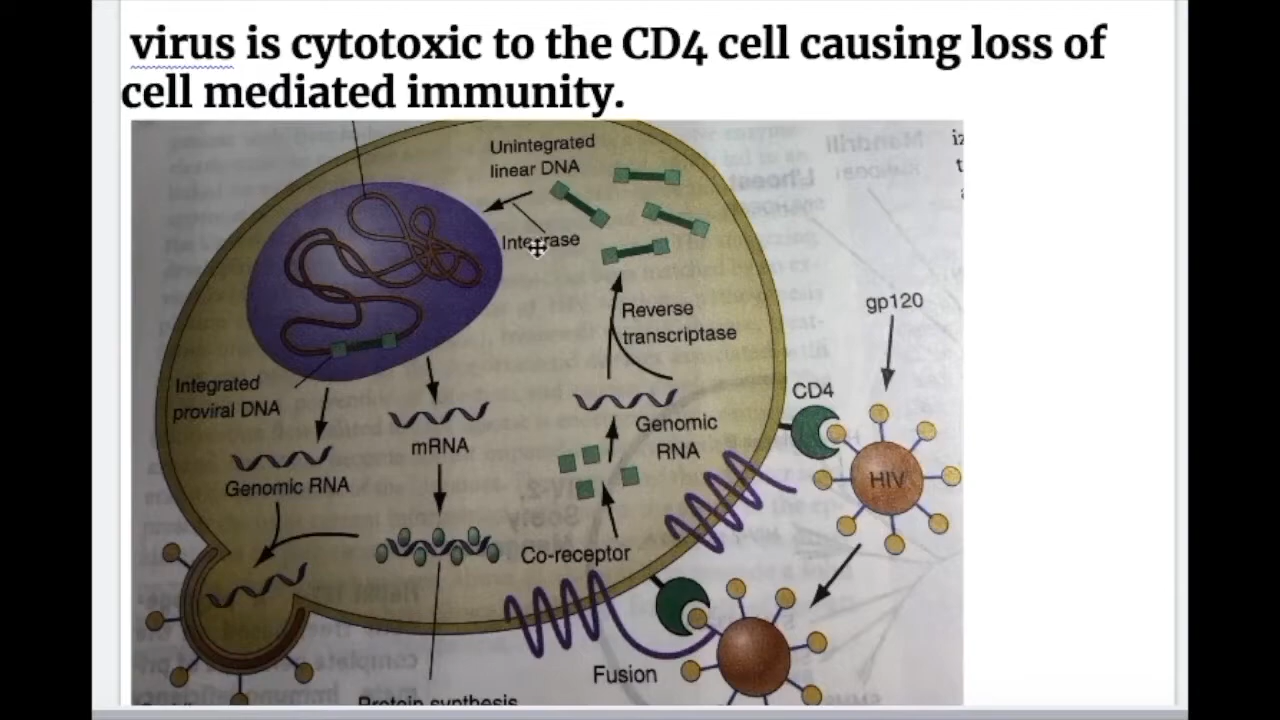 virus is cytotoxic to the CD4 cell causing loss of
cell mediated immunity.
Unintegrated
linear DNA
Integrase
Reverse
transcriptase
gp120
Integrated
proviral DNA
CD4
mRNA
Genomic
RNA
Genomic RNA
HIV
Co-receptor
Fusion
Protein synthesis